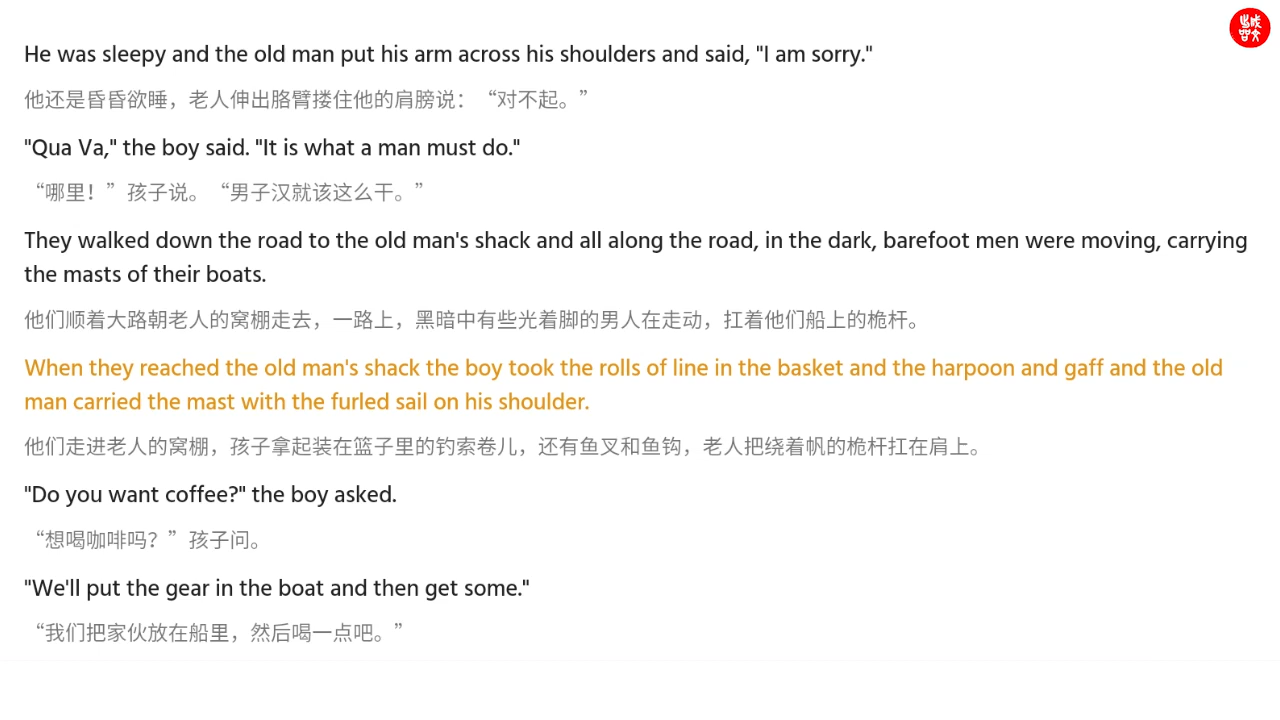 He was sleepy and the old man put his arm across his shoulders and said, "I am sorry."
他还是昏昏欲睡，老人伸出胳臂搂住他的肩膀说：“对不起。”
"Qua Va," the boy said. "It is what a man must do."
“哪里！”孩子说。“男子汉就该这么干。”
They walked down the road to the old man's shack and all along the road, in the dark, barefoot men were moving, carrying
the masts of their boats.
他们顺着大路朝老人的窝棚走去，一路上，黑暗中有些光着脚的男人在走动，扛着他们船上的桅杆。
When they reached the old man's shack the boy took the rolls of line in the basket and the harpoon and gaff and the old
man carried the mast with the furled sail on his shoulder.
他们走进老人的窝棚，孩子拿起装在篮子里的钓索卷儿，还有鱼叉和鱼钩，老人把绕着帆的桅杆扛在肩上。
"Do you want coffee?" the boy asked.
“想喝咖啡吗？”孩子问。
"We'll put the gear in the boat and then get some."
“我们把家伙放在船里，然后喝一点吧。”